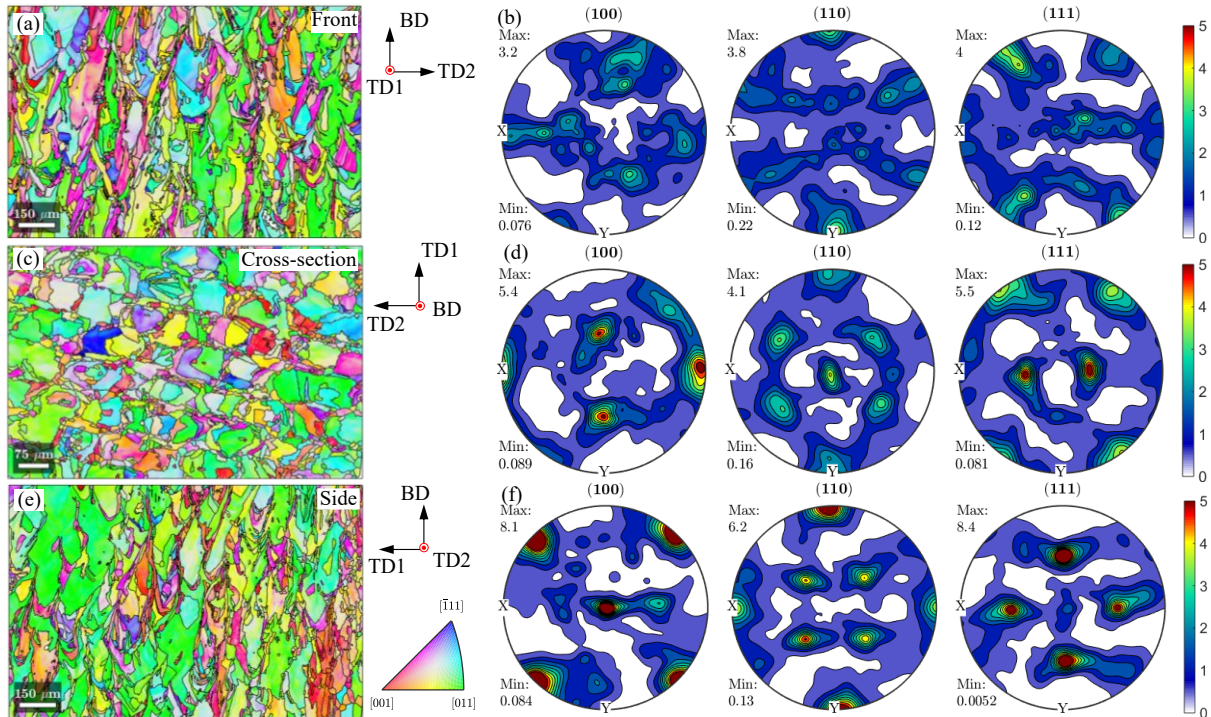 (a)
Front
BD
TD1
TD2
(b)
(100)
(110)
(111)
Max:
3.2
Max:
3.8
Max:
4
X
X
X
Min:
0.076
Min:
0.22
Min:
0.12
Y
Y
Y
5
4
3
2
1
0
150 μm
(c)
Cross-section
TD1
TD2
BD
(d)
(100)
(110)
(111)
Max:
5.4
Max:
4.1
Max:
5.5
X
X
X
Min:
0.089
Min:
0.16
Min:
0.081
Y
Y
Y
5
4
3
2
1
0
75 μm
(e)
Side
BD
TD1
TD2
(f)
(100)
(110)
(111)
Max:
8.1
Max:
6.2
Max:
8.4
X
X
X
Min:
0.084
Min:
0.13
Min:
0.0052
Y
Y
Y
5
4
3
2
1
0
150 μm
[1̄11]
[001]
[011]